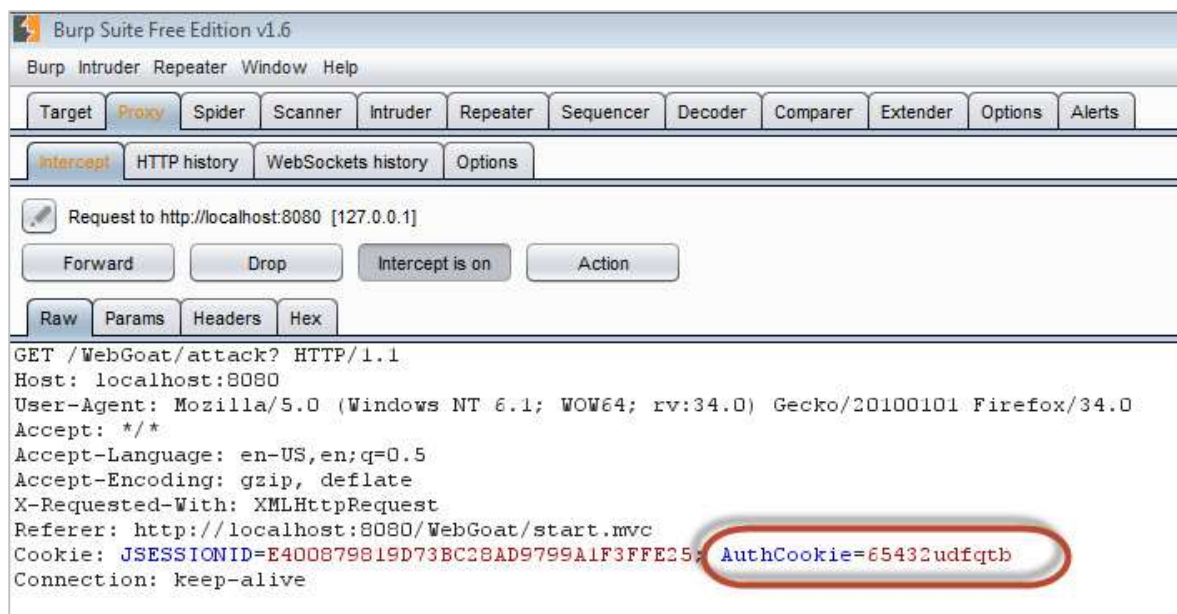 Burp Suite Free Edition v1.6
Burp Intruder Repeater Window Help
Target Proxy Spider Scanner Intruder Repeater Sequencer Decoder Comparer Extender Options Alerts
Intercept HTTP history WebSockets history Options
Request to http://localhost:8080 [127.0.0.1]
Forward Drop Intercept is on Action
Raw Params Headers Hex
GET /WebGoat/attack? HTTP/1.1
Host: localhost:8080
User-Agent: Mozilla/5.0 (Windows NT 6.1; WOW64; rv:34.0) Gecko/20100101 Firefox/34.0
Accept: */*
Accept-Language: en-US,en;q=0.5
Accept-Encoding: gzip, deflate
X-Requested-With: XMLHttpRequest
Referer: http://localhost:8080/WebGoat/start.mvc
Cookie: JSESSIONID=E400879819D73BC28AD9799A1F3FFE25; AuthCookie=65432udfqtb
Connection: keep-alive